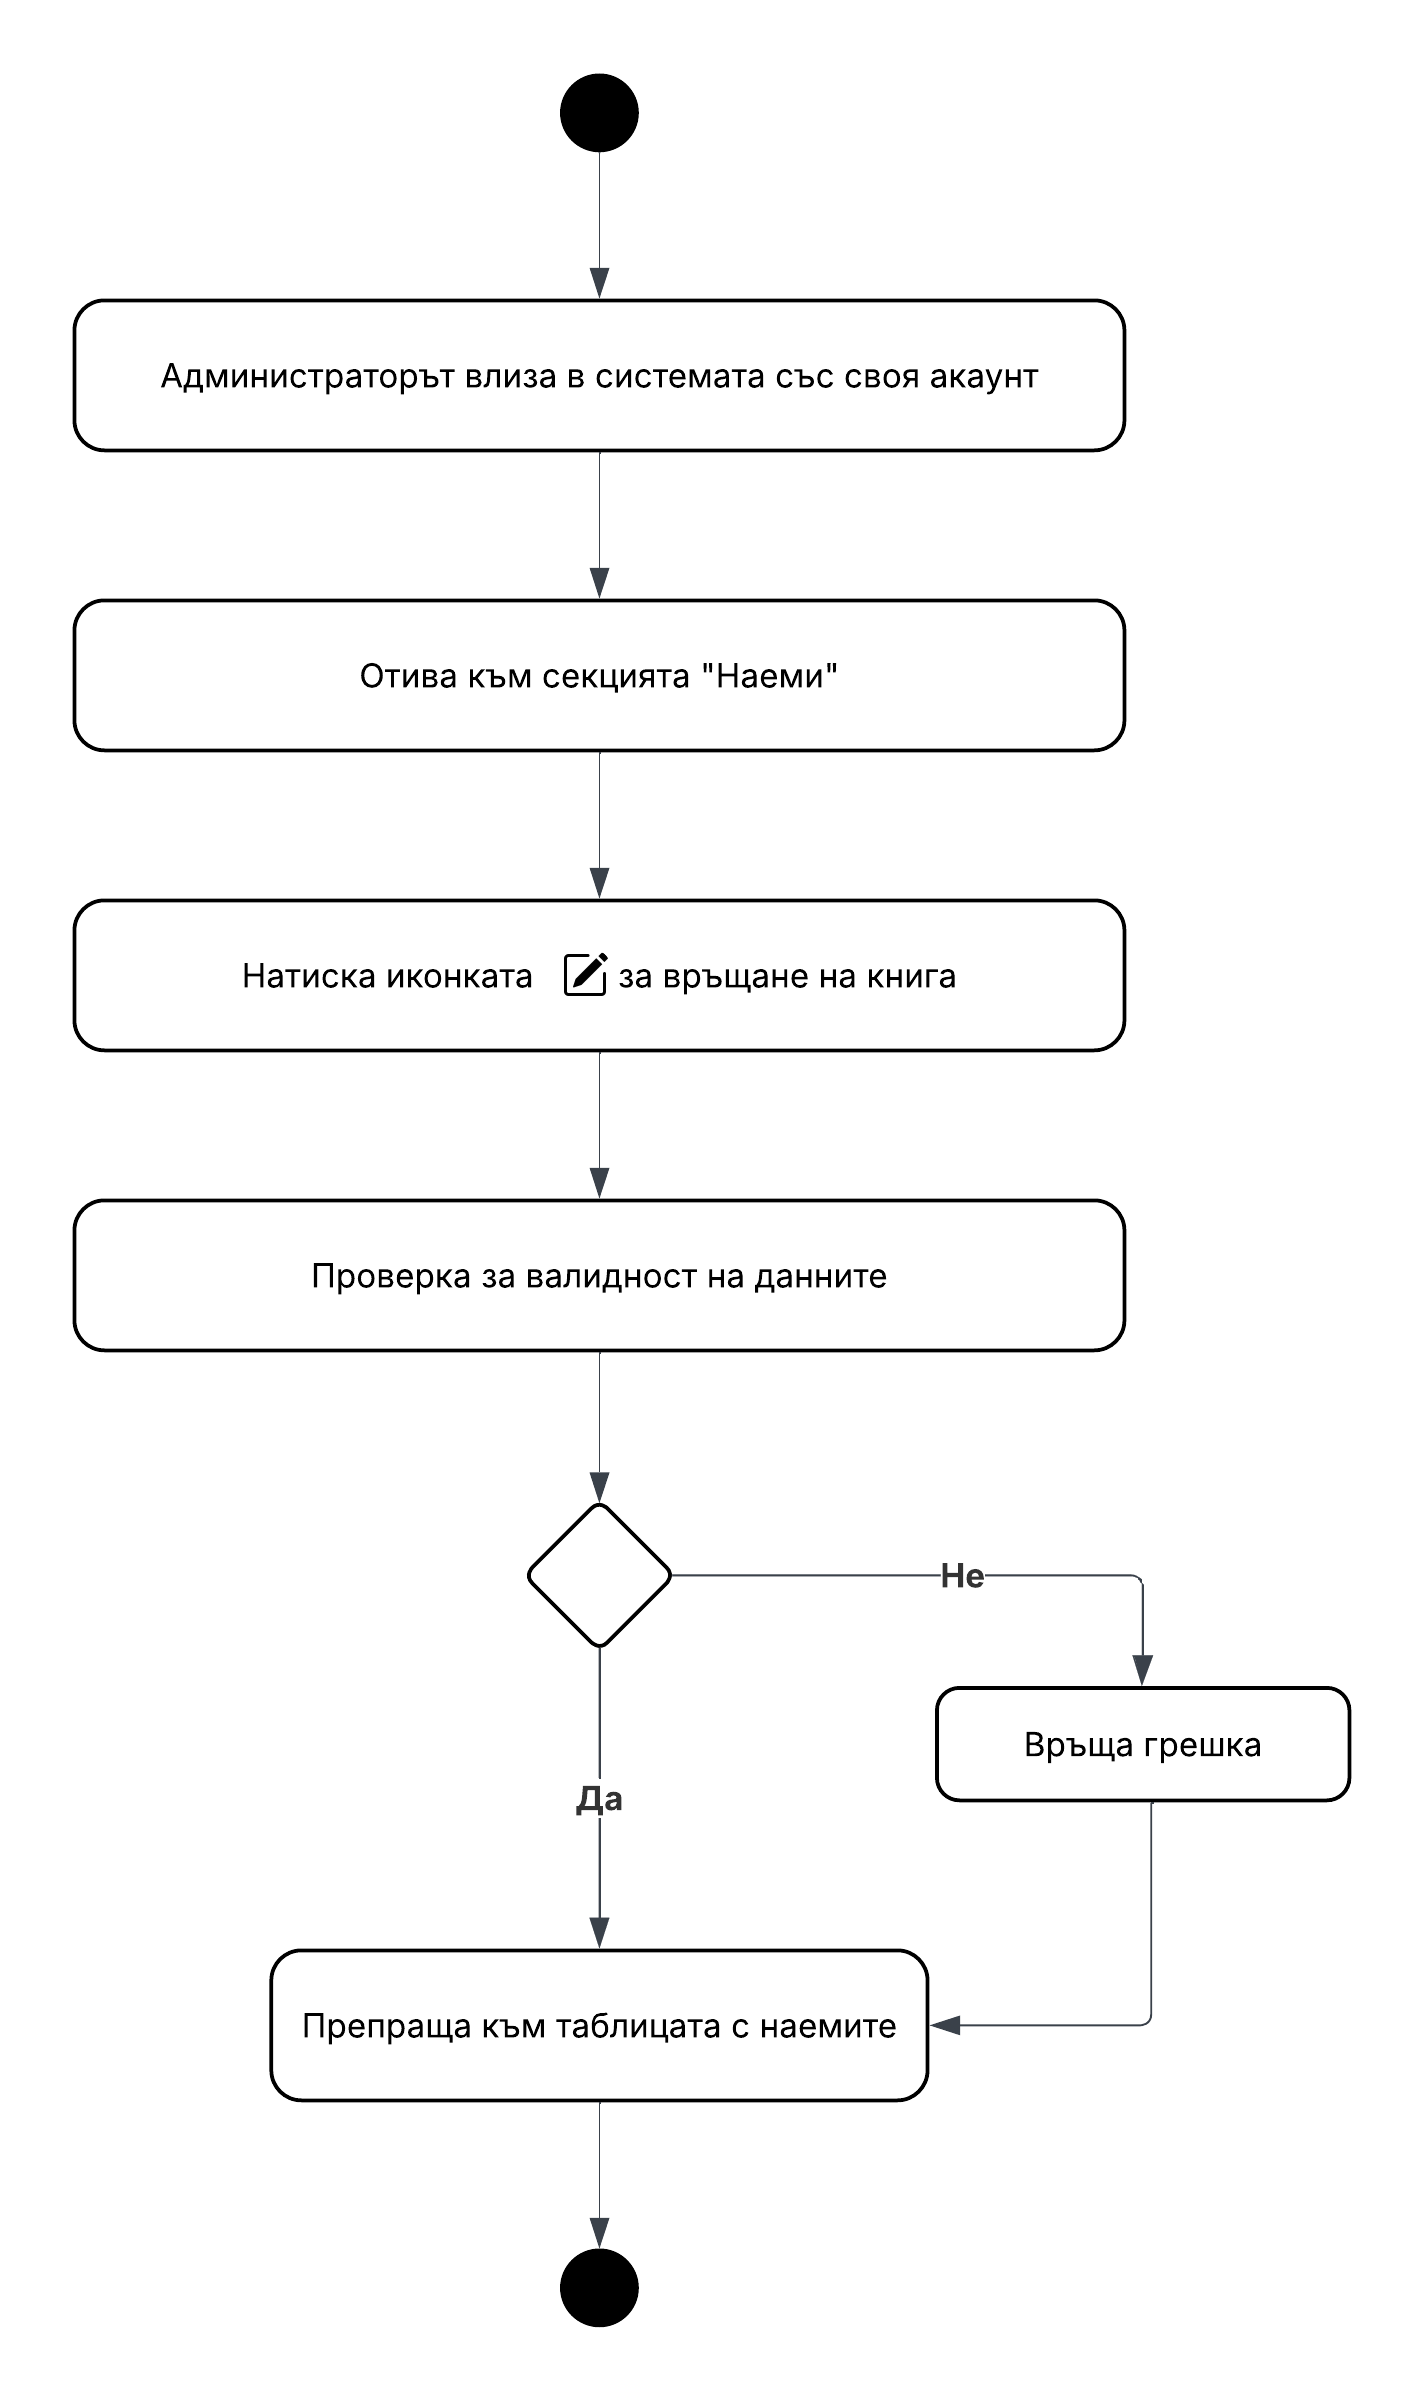 Администраторът влиза в системата със своя акаунт
Отива към секцията "Наеми"
Натиска иконката за връщане на книга
Проверка за валидност на данните
Не
Връща грешка
Да
Препраща към таблицата с наемите